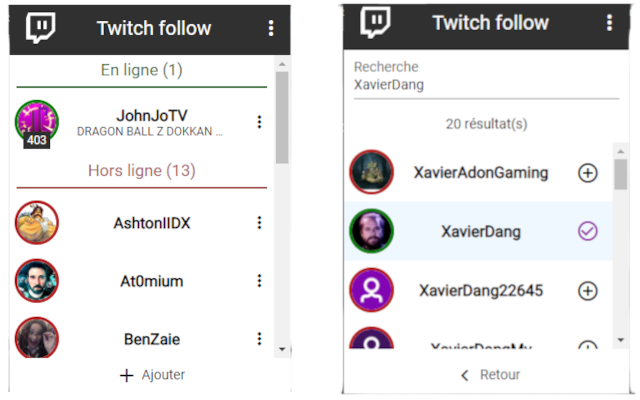 Twitch follow
En ligne (1)
JohnJoTV
DRAGON BALL Z DOKKAN ...
403
Hors ligne (13)
AshtonIIDX
At0mium
BenZaie
Ajouter
Twitch follow
Recherche
XavierDang
20 résultat(s)
XavierAdonGaming
XavierDang
XavierDang22645
XavierDangMy
Retour